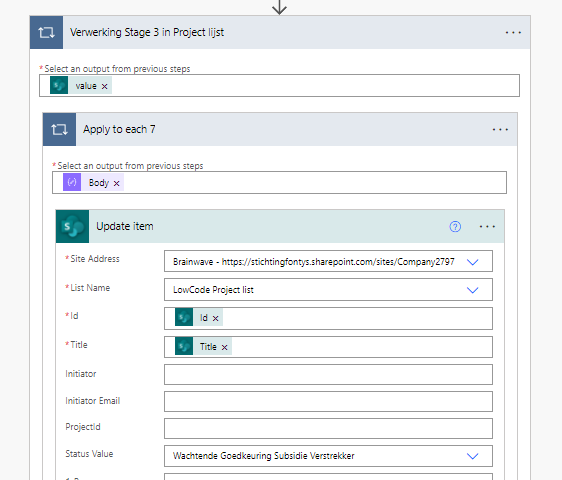 Verwerking Stage 3 in Project lijst
* Select an output from previous steps
value
Apply to each 7
* Select an output from previous steps
Body
Update item
* Site Address
Brainwave - https://stichtingfontys.sharepoint.com/sites/Company2797
* List Name
LowCode Project list
* Id
Id
* Title
Title
Initiator
Initiator Email
ProjectId
Status Value
Wachtende Goedkeuring Subsidie Verstrekker